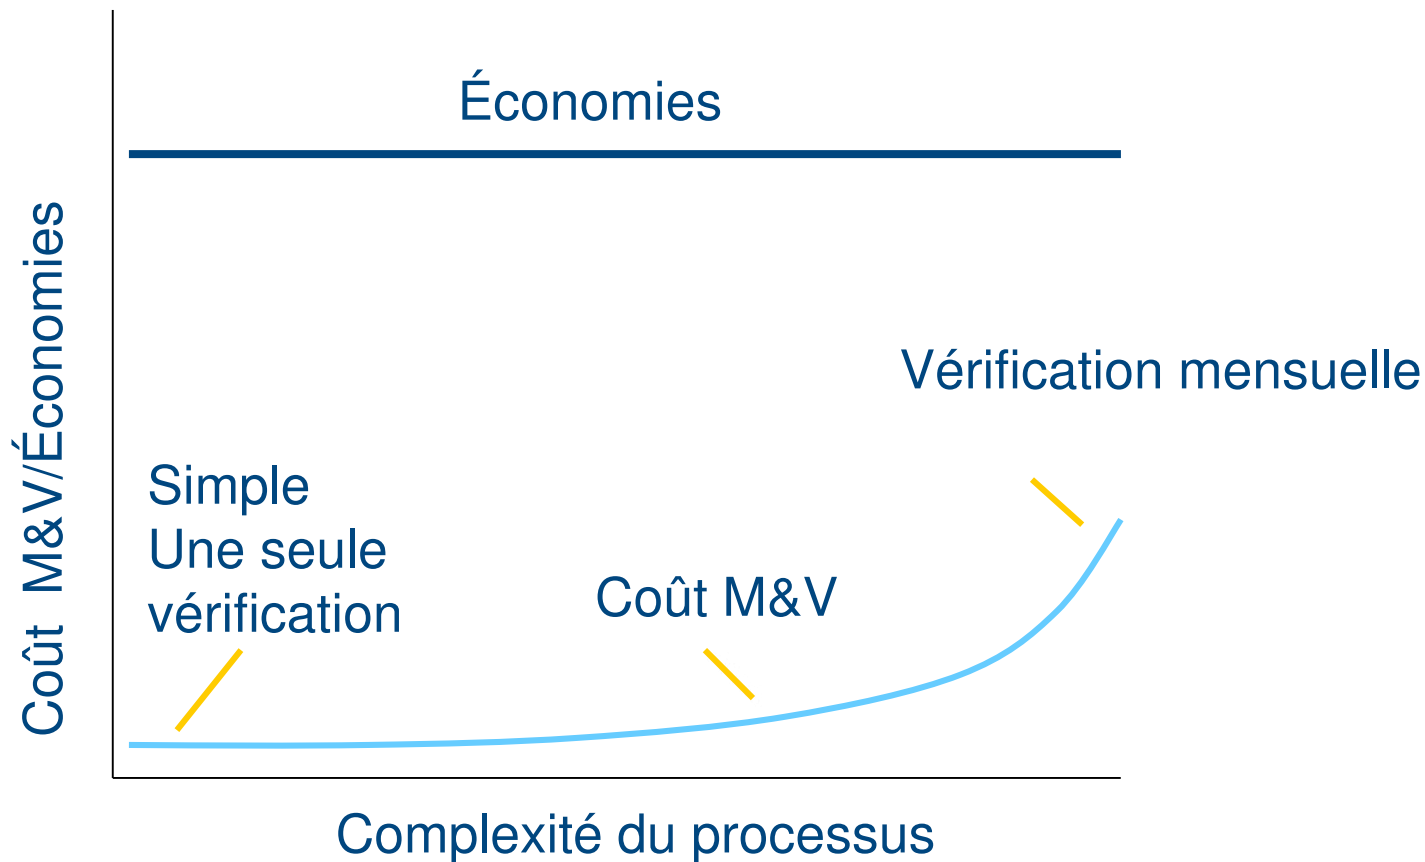 Économies
Coût M&V/Économies
Vérification mensuelle
Simple
Une seule
vérification
Coût M&V
Complexité du processus